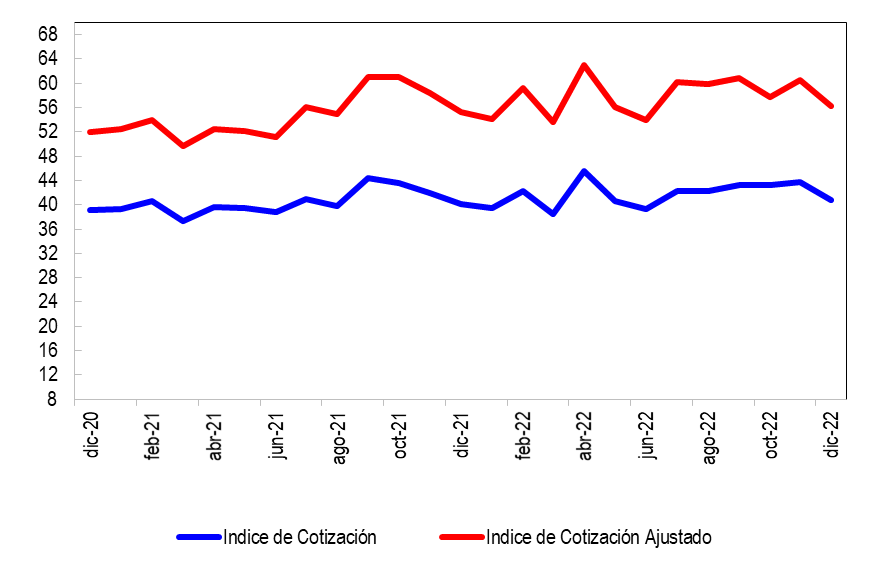 68
64
60
56
52
48
44
40
36
32
28
24
20
16
12
8
dic-20
feb-21
abr-21
jun-21
ago-21
oct-21
dic-21
feb-22
abr-22
jun-22
ago-22
oct-22
dic-22
Indice de Cotización
Indice de Cotización Ajustado